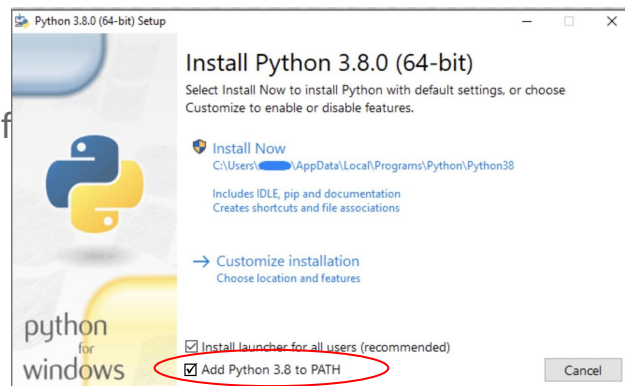 Python 3.8.0 (64-bit) Setup
Install Python 3.8.0 (64-bit)
Select Install Now to install Python with default settings, or choose
Customize to enable or disable features.
f
Install Now
C:\Users\ \AppData\Local\Programs\Python\Python38
Includes IDLE, pip and documentation
Creates shortcuts and file associations
Customize installation
Choose location and features
python
for
windows
Install launcher for all users (recommended)
Add Python 3.8 to PATH
Cancel